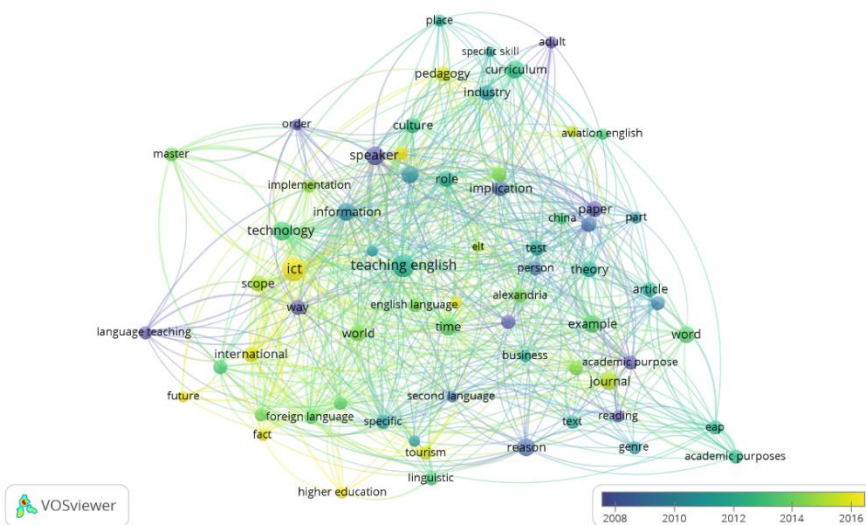 place
adult
specific skill
curriculum
pedagogy
industry
order
culture
aviation english
master
speaker
role
implementation
implication
information
paper
china
part
technology
test
elt
teaching english
ict
person
theory
scope
article
alexandria
way
english language
language teaching
world
time
example
word
international
business
academic purpose
journal
future
second language
foreign language
specific
text
reading
eap
fact
tourism
reason
genre
academic purposes
linguistic
higher education
VOSviewer
2008 2010 2012 2014 2016